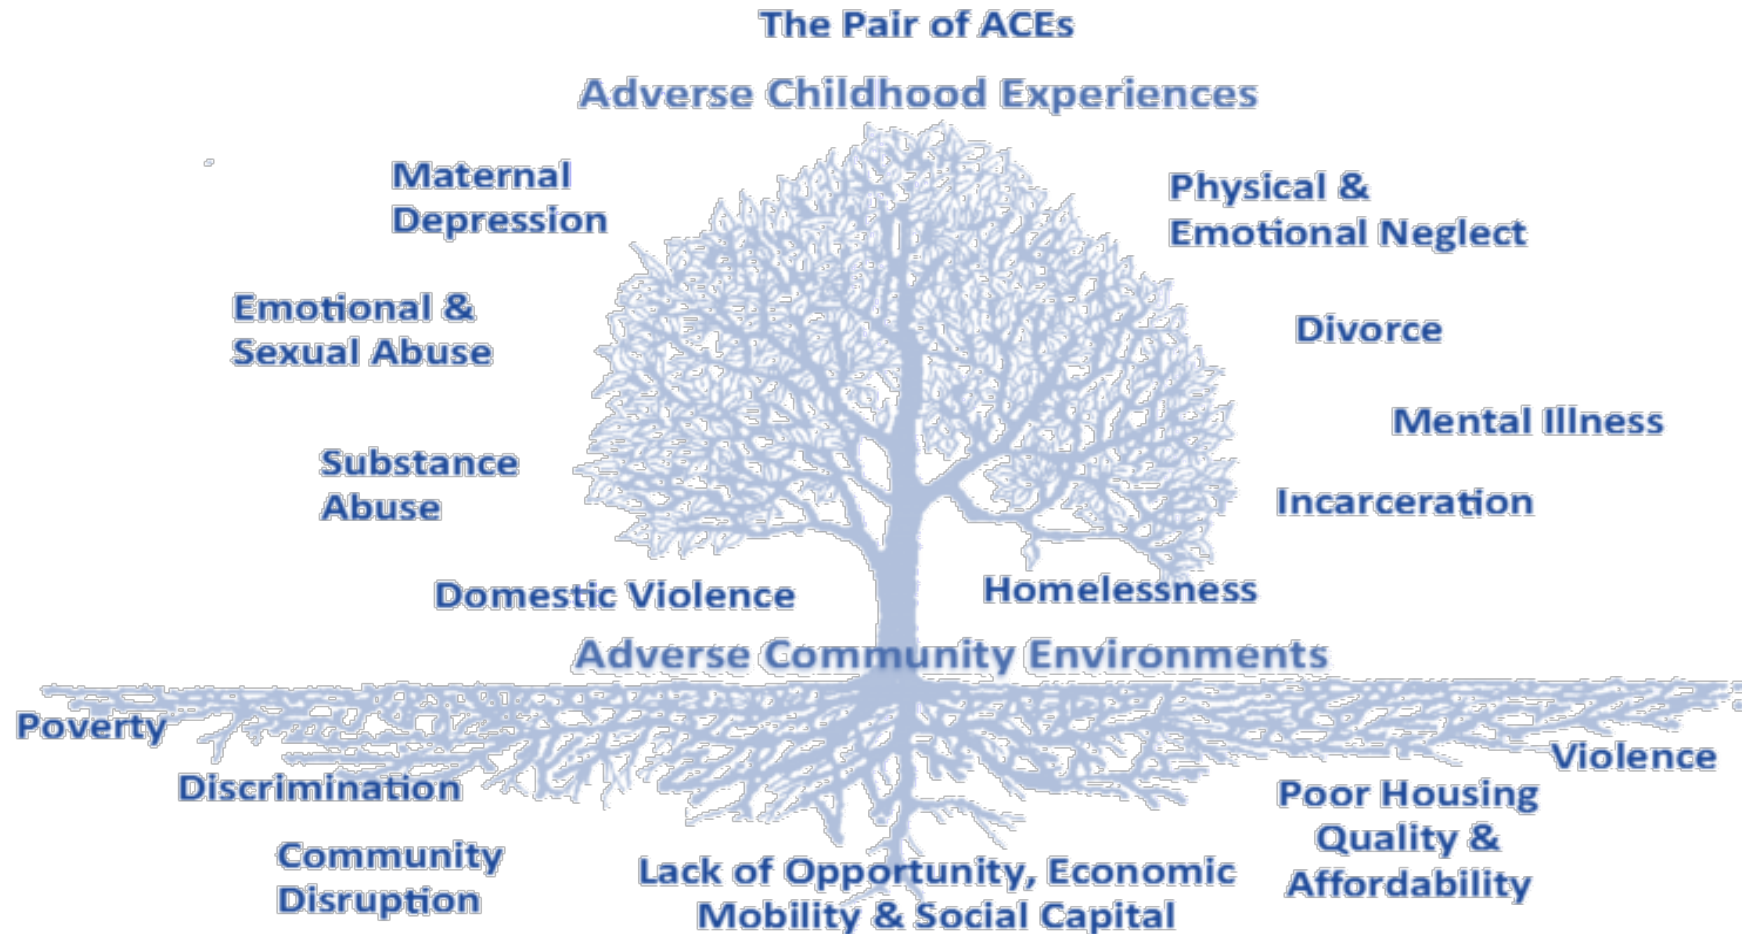 The Pair of ACEs
Adverse Childhood Experiences
Maternal
Depression
Physical &
Emotional Neglect
Emotional &
Sexual Abuse
Divorce
Mental Illness
Substance
Abuse
Incarceration
Domestic Violence
Homelessness
Adverse Community Environments
Poverty
Discrimination
Community
Disruption
Lack of Opportunity, Economic
Mobility & Social Capital
Violence
Poor Housing
Quality &
Affordability